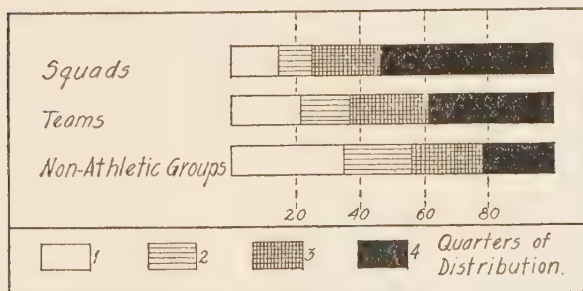 Squads
Teams
Non-Athletic Groups
20 40 60 80
1 2 3 4 Quarters of
Distribution.